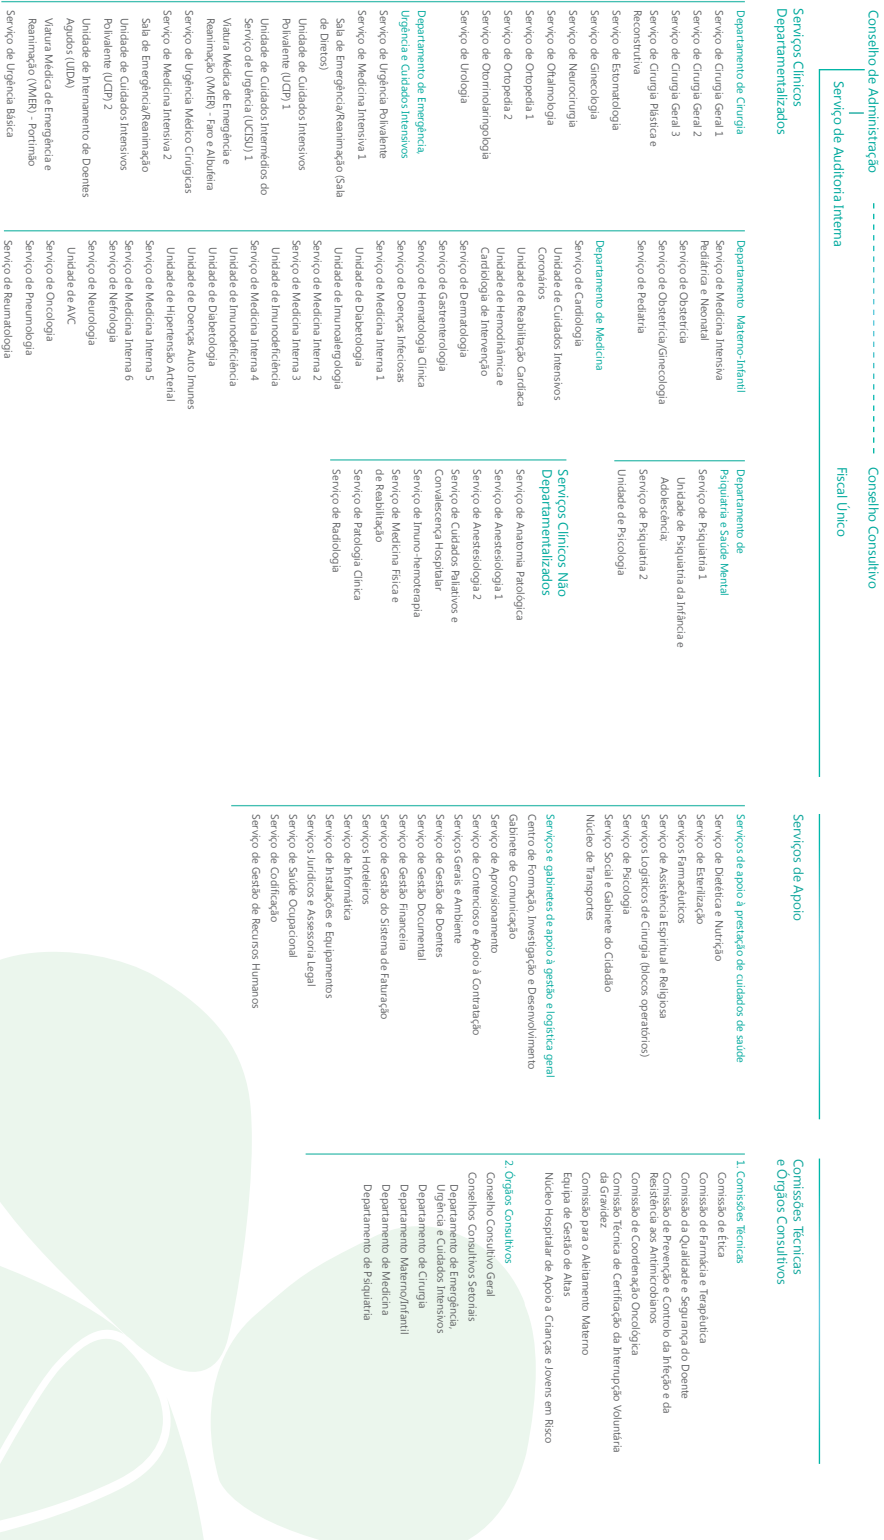 Conselho de Administração
Conselho Consultivo
Serviço de Auditoria Interna
Fiscal Único
Serviços Clínicos
Departamentalizados
Departamento de Cirurgia
Serviço de Cirurgia Geral 1
Serviço de Cirurgia Geral 2
Serviço de Cirurgia Geral 3
Serviço de Cirurgia Plástica e
Reconstrutiva
Serviço de Estomatologia
Serviço de Ginecologia
Serviço de Neurocirurgia
Serviço de Oftalmologia
Serviço de Ortopedia 1
Serviço de Ortopedia 2
Serviço de Otorrinolaringologia
Serviço de Urologia
Departamento de Emergência,
Urgência e Cuidados Intensivos
Serviço de Urgência Polivalente
Serviço de Medicina Intensiva 1
Sala de Emergência/Reanimação (Sala
de Diretos)
Unidade de Cuidados Intensivos
Polivalente (UCIP) 1
Unidade de Cuidados Intermédios do
Serviço de Urgência (UCISU) 1
Viatura Médica de Emergência e
Reanimação (VMER) - Faro e Albufeira
Serviço de Urgência Médico Cirúrgicas
Serviço de Medicina Intensiva 2
Sala de Emergência/Reanimação
Unidade de Cuidados Intensivos
Polivalente (UCIP) 2
Unidade de Internamento de Doentes
Agudos (UIDA)
Viatura Médica de Emergência e
Reanimação (VMER) - Portimão
Serviço de Urgência Básica
Departamento Materno-Infantil
Serviço de Medicina Intensiva
Pediátrica e Neonatal
Serviço de Obstetrícia
Serviço de Obstetrícia/Ginecologia
Serviço de Pediatria
Departamento de Medicina
Serviço de Cardiologia
Unidade de Cuidados Intensivos
Coronários
Unidade de Reabilitação Cardíaca
Unidade de Hemodinâmica e
Cardiologia de Intervenção
Serviço de Dermatologia
Serviço de Gastrenterologia
Serviço de Hematologia Clínica
Serviço de Doenças Infeciosas
Serviço de Medicina Interna 1
Unidade de Diabetologia
Unidade de Imunoalergologia
Serviço de Medicina Interna 2
Serviço de Medicina Interna 3
Unidade de Imunodeficiência
Serviço de Medicina Interna 4
Unidade de Imunodeficiência
Unidade de Diabetologia
Unidade de Doenças Auto Imunes
Unidade de Hipertensão Arterial
Serviço de Medicina Interna 5
Serviço de Medicina Interna 6
Serviço de Nefrologia
Serviço de Neurologia
Unidade de AVC
Serviço de Oncologia
Serviço de Pneumologia
Serviço de Reumatologia
Departamento de
Psiquiatria e Saúde Mental
Serviço de Psiquiatria 1
Unidade de Psiquiatria da Infância e
Adolescência;
Serviço de Psiquiatria 2
Unidade de Psicologia
Serviços Clínicos Não
Departamentalizados
Serviço de Anatomia Patológica
Serviço de Anestesiologia 1
Serviço de Anestesiologia 2
Serviço de Cuidados Paliativos e
Convalescença Hospitalar
Serviço de Imuno-hemoterapia
Serviço de Medicina Física e
de Reabilitação
Serviço de Patologia Clínica
Serviço de Radiologia
Serviços de Apoio
Serviços de apoio à prestação de cuidados de saúde
Serviço de Dietética e Nutrição
Serviço de Esterilização
Serviços Farmacêuticos
Serviço de Assistência Espiritual e Religiosa
Serviços Logísticos de Cirurgia (blocos operatórios)
Serviço de Psicologia
Serviço Social e Gabinete do Cidadão
Núcleo de Transportes
Serviços e gabinetes de apoio à gestão e logística geral
Centro de Formação, Investigação e Desenvolvimento
Gabinete de Comunicação
Serviço de Aprovisionamento
Serviço de Contencioso e Apoio à Contratação
Serviços Gerais e Ambiente
Serviço de Gestão de Doentes
Serviço de Gestão Documental
Serviço de Gestão Financeira
Serviço de Gestão do Sistema de Faturação
Serviços Hoteleiros
Serviço de Informática
Serviço de Instalações e Equipamentos
Serviços Jurídicos e Assessoria Legal
Serviço de Saúde Ocupacional
Serviço de Codificação
Serviço de Gestão de Recursos Humanos
Comissões Técnicas
e Órgãos Consultivos
1. Comissões Técnicas
Comissão de Ética
Comissão de Farmácia e Terapêutica
Comissão da Qualidade e Segurança do Doente
Comissão de Prevenção e Controlo da Infeção e da
Resistência aos Antimicrobianos
Comissão de Coordenação Oncológica
Comissão Técnica de Certificação da Interrupção Voluntária
da Gravidez
Comissão para o Aleitamento Materno
Equipa de Gestão de Altas
Núcleo Hospitalar de Apoio a Crianças e Jovens em Risco
2. Órgãos Consultivos
Conselho Consultivo Geral
Conselhos Consultivos Setoriais
Departamento de Emergência,
Urgência e Cuidados Intensivos
Departamento de Cirurgia
Departamento Materno/Infantil
Departamento de Medicina
Departamento de Psiquiatria